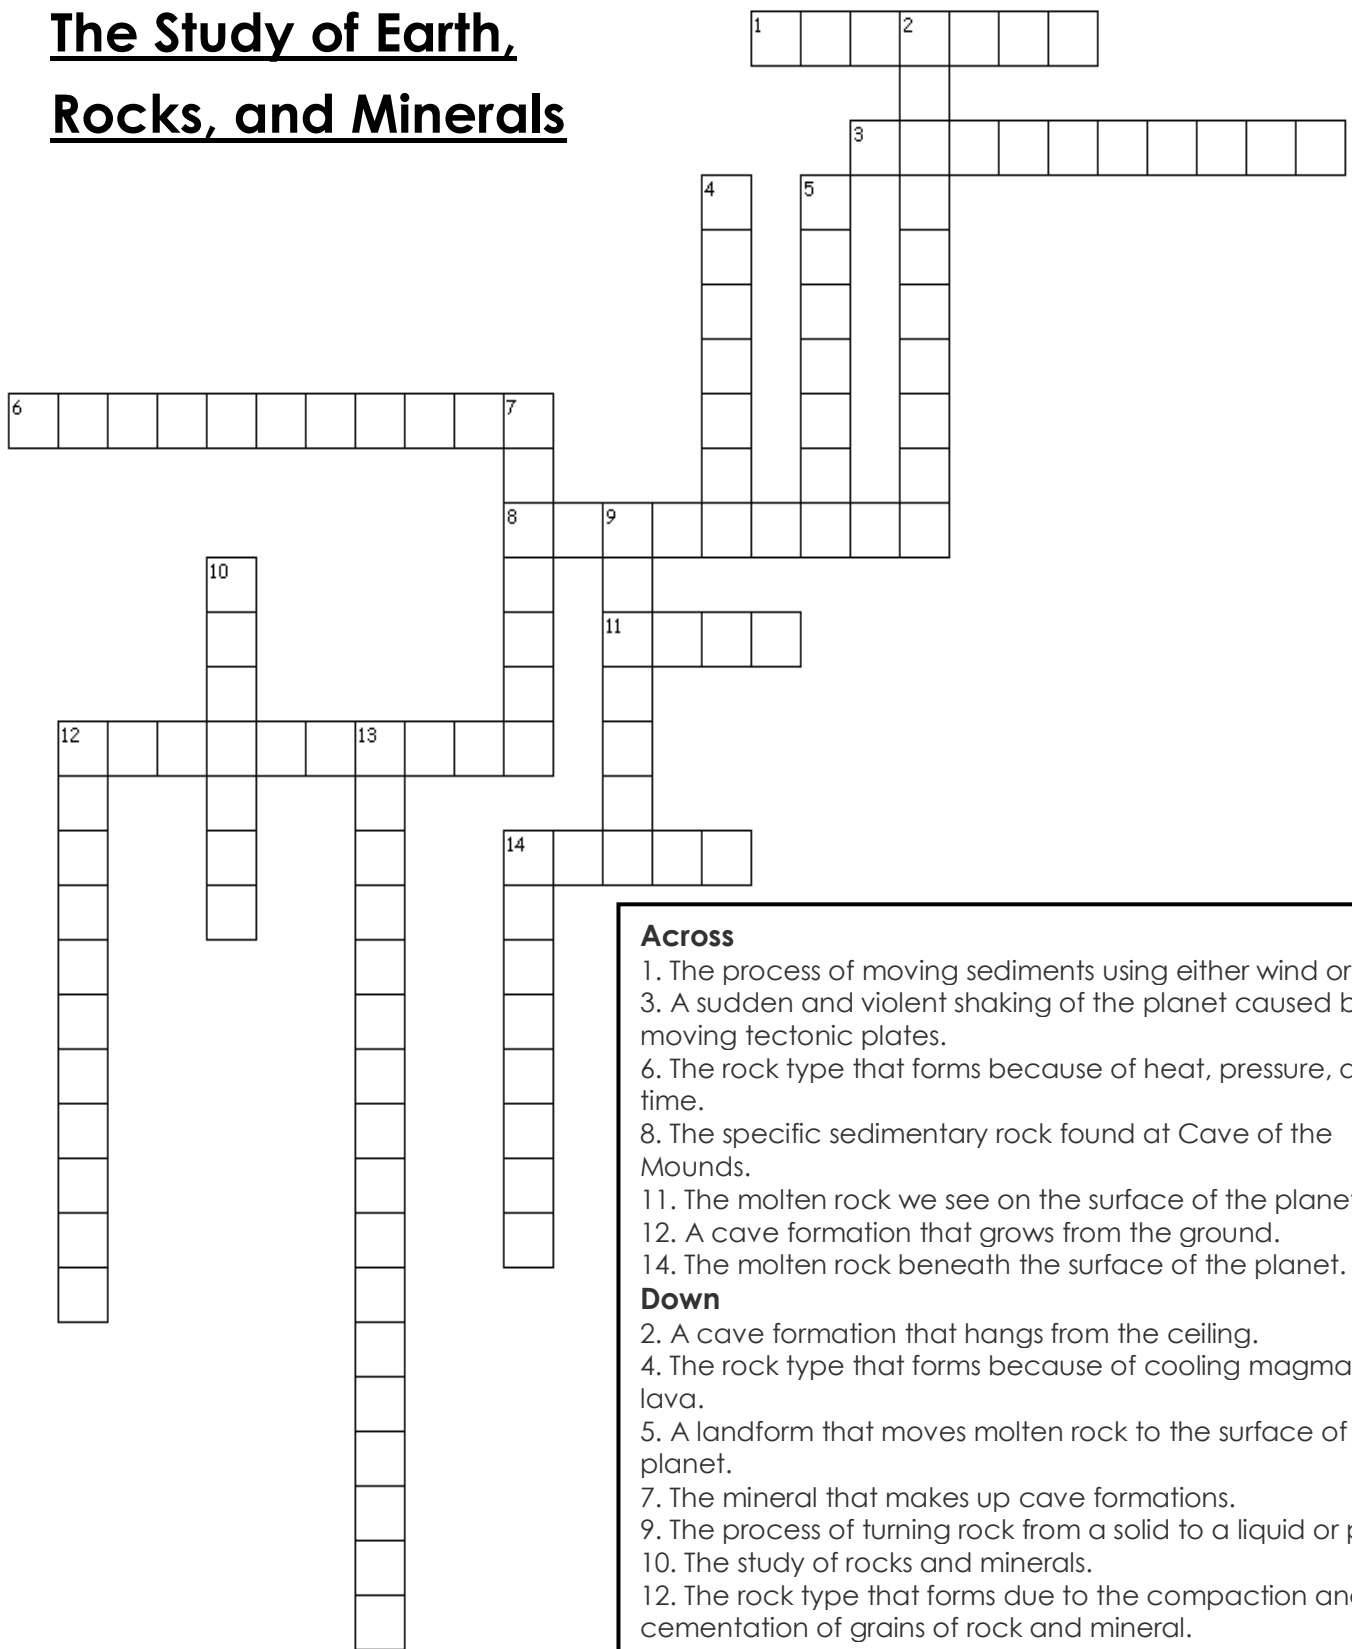 The Study of Earth,
Rocks, and Minerals
1
2
3
4
5
6
7
8
9
10
11
12
13
14
Across
1. The process of moving sediments using either wind or
3. A sudden and violent shaking of the planet caused
moving tectonic plates.
6. The rock type that forms because of heat, pressure,
time.
8. The specific sedimentary rock found at Cave of the
Mounds.
11. The molten rock we see on the surface of the
12. A cave formation that grows from the ground.
14. The molten rock beneath the surface of the planet.
Down
2. A cave formation that hangs from the ceiling.
4. The rock type that forms because of cooling magma
lava.
5. A landform that moves molten rock to the surface of
planet.
7. The mineral that makes up cave formations.
9. The process of turning rock from a solid to a liquid or
10. The study of rocks and minerals.
12. The rock type that forms due to the compaction
cementation of grains of rock and mineral.